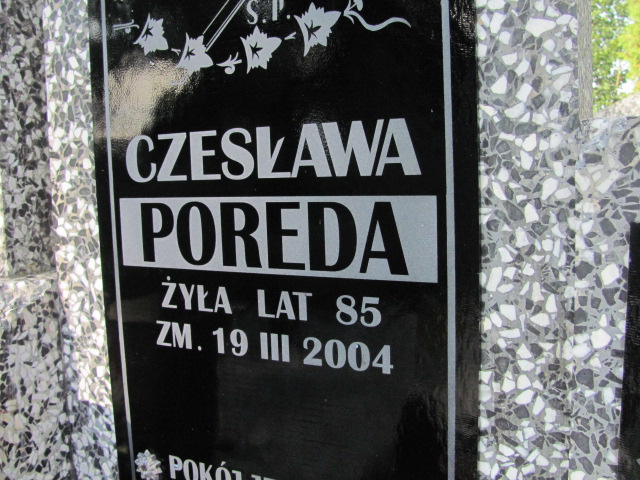 Ś.P.
CZESŁAWA
POREDA
ŻYŁA LAT 85
ZM. 19 III 2004
POKÓJ